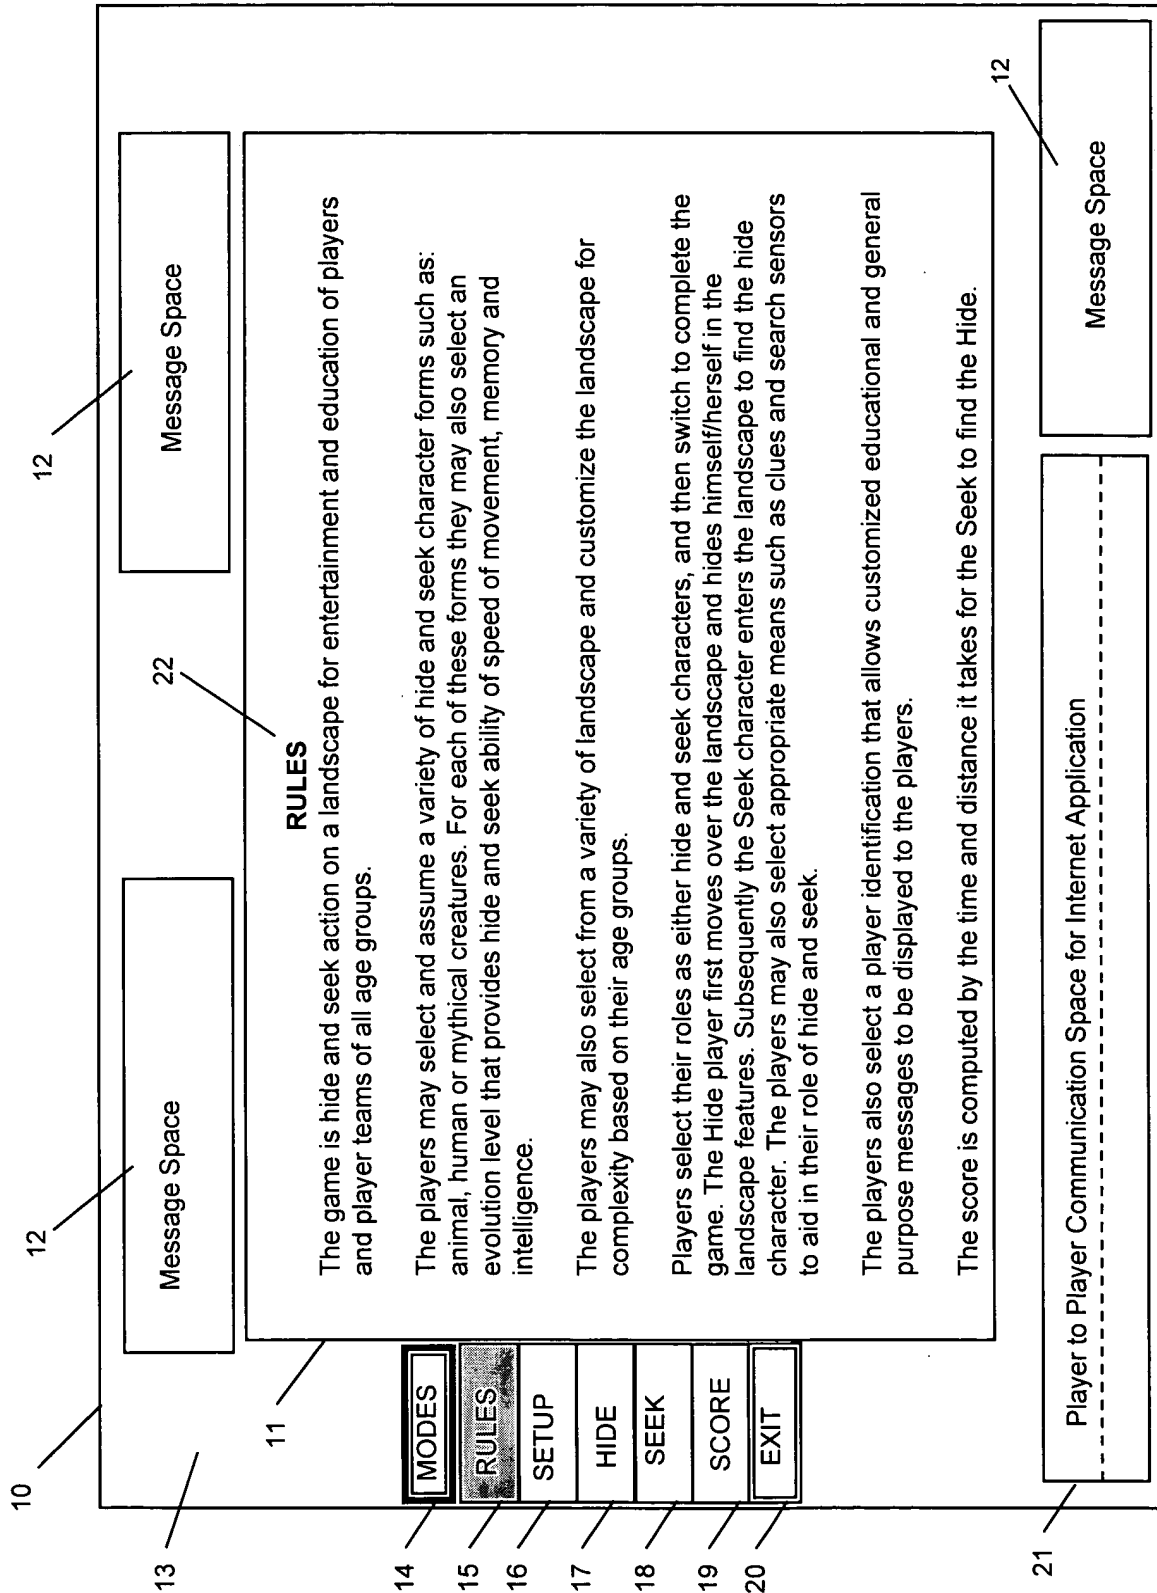 10
12
12
Message Space
Message Space
13
22
11
RULES
The game is hide and seek action on a landscape for entertainment and education of players
and player teams of all age groups.
The players may select and assume a variety of hide and seek character forms such as:
animal, human or mythical creatures. For each of these forms they may also select an
evolution level that provides hide and seek ability of speed of movement, memory and
intelligence.
The players may also select from a variety of landscape and customize the landscape for
complexity based on their age groups.
Players select their roles as either hide and seek characters, and then switch to complete the
game. The Hide player first moves over the landscape and hides himself/herself in the
landscape features. Subsequently the Seek character enters the landscape to find the hide
character. The players may also select appropriate means such as clues and search sensors
to aid in their role of hide and seek.
The players also select a player identification that allows customized educational and general
purpose messages to be displayed to the players.
The score is computed by the time and distance it takes for the Seek to find the Hide.
14
MODES
15
RULES
16
SETUP
17
HIDE
18
SEEK
19
SCORE
20
EXIT
21
Player to Player Communication Space for Internet Application
12
Message Space